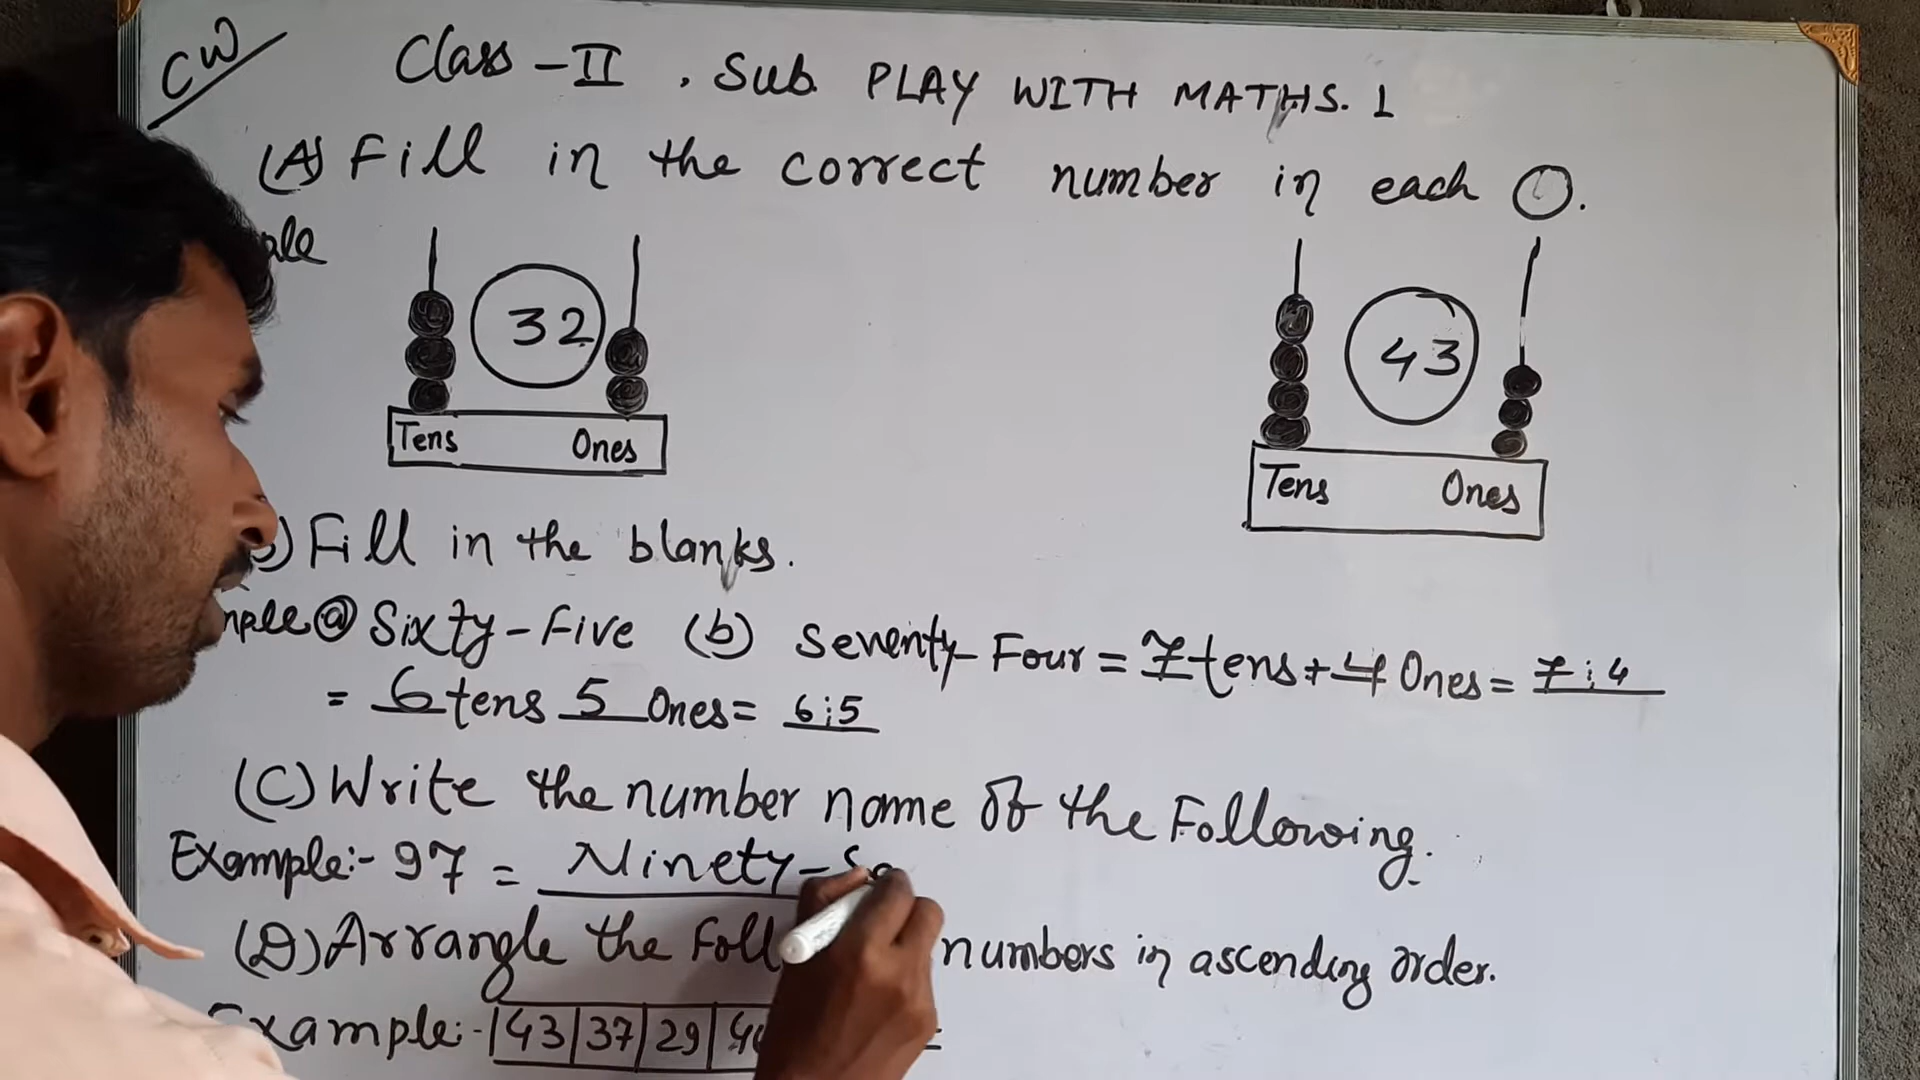 CW
Class - II , Sub. PLAY WITH MATHS. 1
(A) Fill in the correct number in each ○.
32
43
Tens Ones
Tens Ones
Fill in the blanks.
@ Sixty-Five (b) Seventy-Four = 7 tens + 4 Ones = 7 ; 4
= 6 tens 5 Ones = 6 ; 5
(C) Write the number name of the Following.
Example:- 97 = Ninety-Se
(D) Arrangle the numbers in ascending order.
Example:- 43 | 37 | 29 |